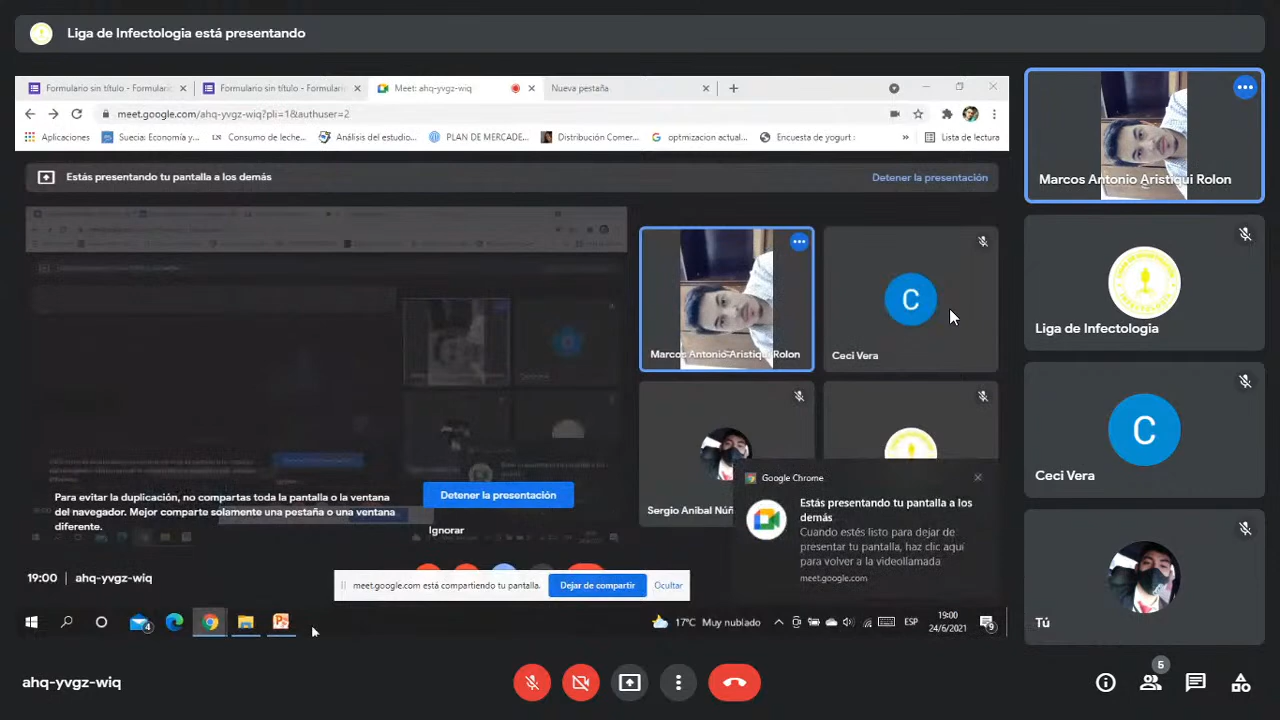 Liga de Infectologia está presentando
Formulario sin título - Formulari
Formulario sin título - Formulari
Meet: ahq-yvgz-wiq
Nueva pestaña
meet.google.com/ahq-yvgz-wiq?pli=1&authuser=2
Aplicaciones
Suecia: Economía y...
Consumo de leche...
Análisis del estudio...
PLAN DE MERCADE...
Distribución Comer...
optmizacion actual...
Encuesta de yogurt :
Lista de lectura
Estás presentando tu pantalla a los demás
Detener la presentación
Marcos Antonio Aristiqui Rolon
C
Ceci Vera
Sergio Anibal Núñ
Para evitar la duplicación, no compartas toda la pantalla o la ventana
del navegador. Mejor comparte solamente una pestaña o una ventana
diferente.
Detener la presentación
Ignorar
Google Chrome
Estás presentando tu pantalla a los
demás
Cuando estés listo para dejar de
presentar tu pantalla, haz clic aquí
para volver a la videollamada
meet.google.com
19:00
ahq-yvgz-wiq
meet.google.com está compartiendo tu pantalla.
Dejar de compartir
Ocultar
4
17°C Muy nublado
ESP
19:00
24/6/2021
9
Marcos Antonio Aristiqui Rolon
Liga de Infectologia
C
Ceci Vera
Tú
ahq-yvgz-wiq
5